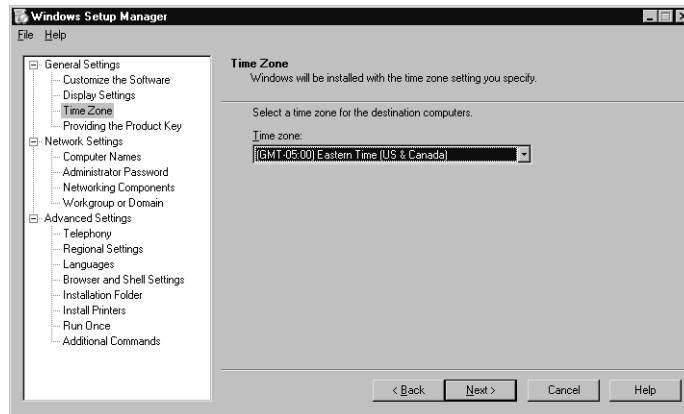 Windows Setup Manager
File Help
General Settings
Customize the Software
Display Settings
Time Zone
Providing the Product Key
Network Settings
Computer Names
Administrator Password
Networking Components
Workgroup or Domain
Advanced Settings
Telephony
Regional Settings
Languages
Browser and Shell Settings
Installation Folder
Install Printers
Run Once
Additional Commands
Time Zone
Windows will be installed with the time zone setting you specify.
Select a time zone for the destination computers.
Time zone:
(GMT-05:00) Eastern Time (US & Canada)
< Back Next > Cancel Help